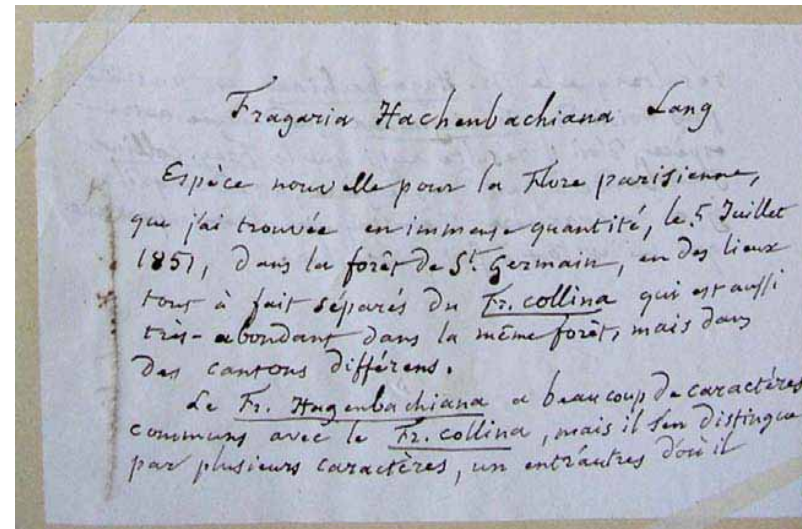 Fragaria Hachenbachiana Lang
Espèce nouvelle pour la Flore parisienne,
que j'ai trouvée en immense quantité, le 5 Juillet
1851, dans la forêt de St. Germain, en des lieux
tout à fait séparés du Fr. collina qui est aussi
très-abondant dans la même forêt, mais dans
des cantons différens.
Le Fr. Hagenbachiana a beaucoup de caractères
communs avec le Fr. collina, mais il s'en distingue
par plusieurs caractères, un entr'autres d'où il